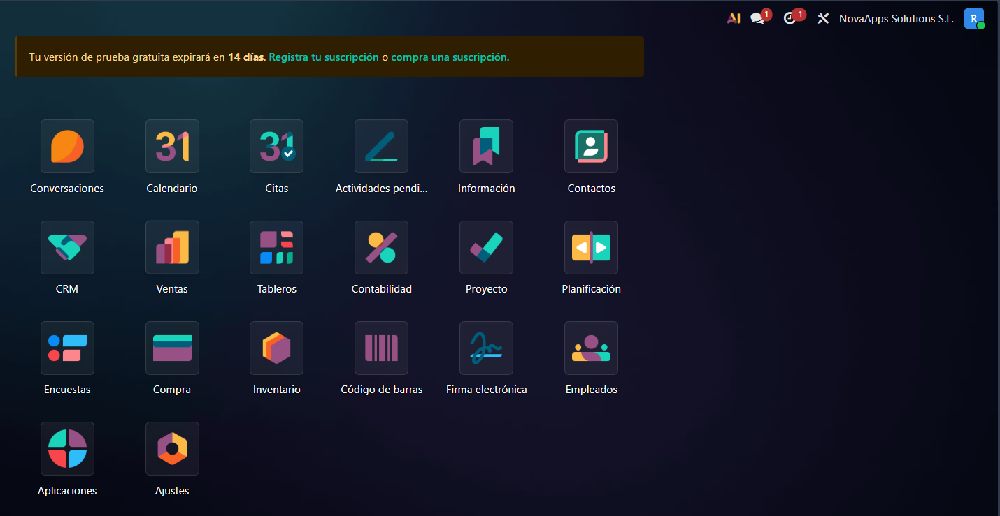 AI 1 -1 NovaApps Solutions S.L. R
Tu versión de prueba gratuita expirará en 14 días. Registra tu suscripción o compra una suscripción.
31 31
Conversaciones Calendario Citas Actividades pendi... Información Contactos
CRM Ventas Tableros Contabilidad Proyecto Planificación
Encuestas Compra Inventario Código de barras Firma electrónica Empleados
Aplicaciones Ajustes